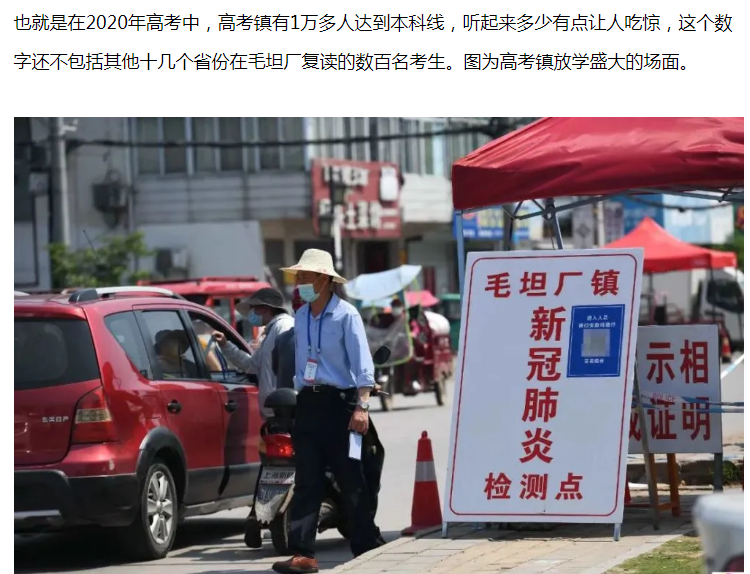 也就是在2020年高考中，高考镇有1万多人达到本科线，听起来多少有点让人吃惊，这个数
字还不包括其他十几个省份在毛坦厂复读的数百名考生。图为高考镇放学盛大的场面。
毛坦厂镇
新
冠
肺
炎
检测点
示相
证明